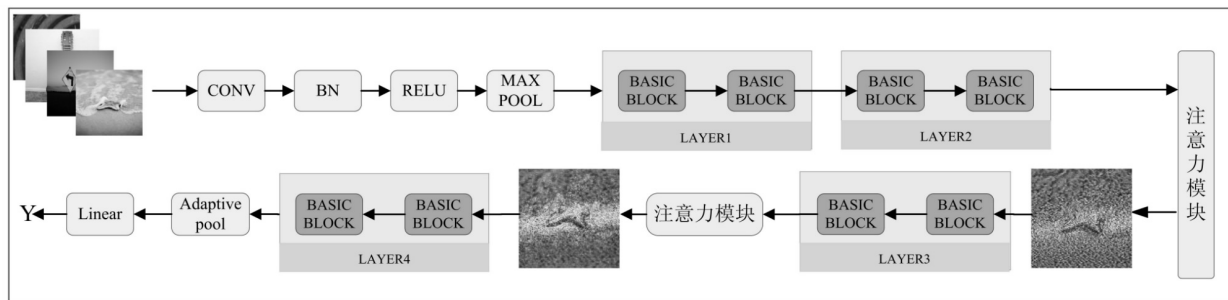 CONV
BN
RELU
MAX
POOL
BASIC
BLOCK
BASIC
BLOCK
LAYER1
BASIC
BLOCK
BASIC
BLOCK
LAYER2
注意力模块
Y
Linear
Adaptive
pool
BASIC
BLOCK
BASIC
BLOCK
LAYER4
注意力模块
BASIC
BLOCK
BASIC
BLOCK
LAYER3